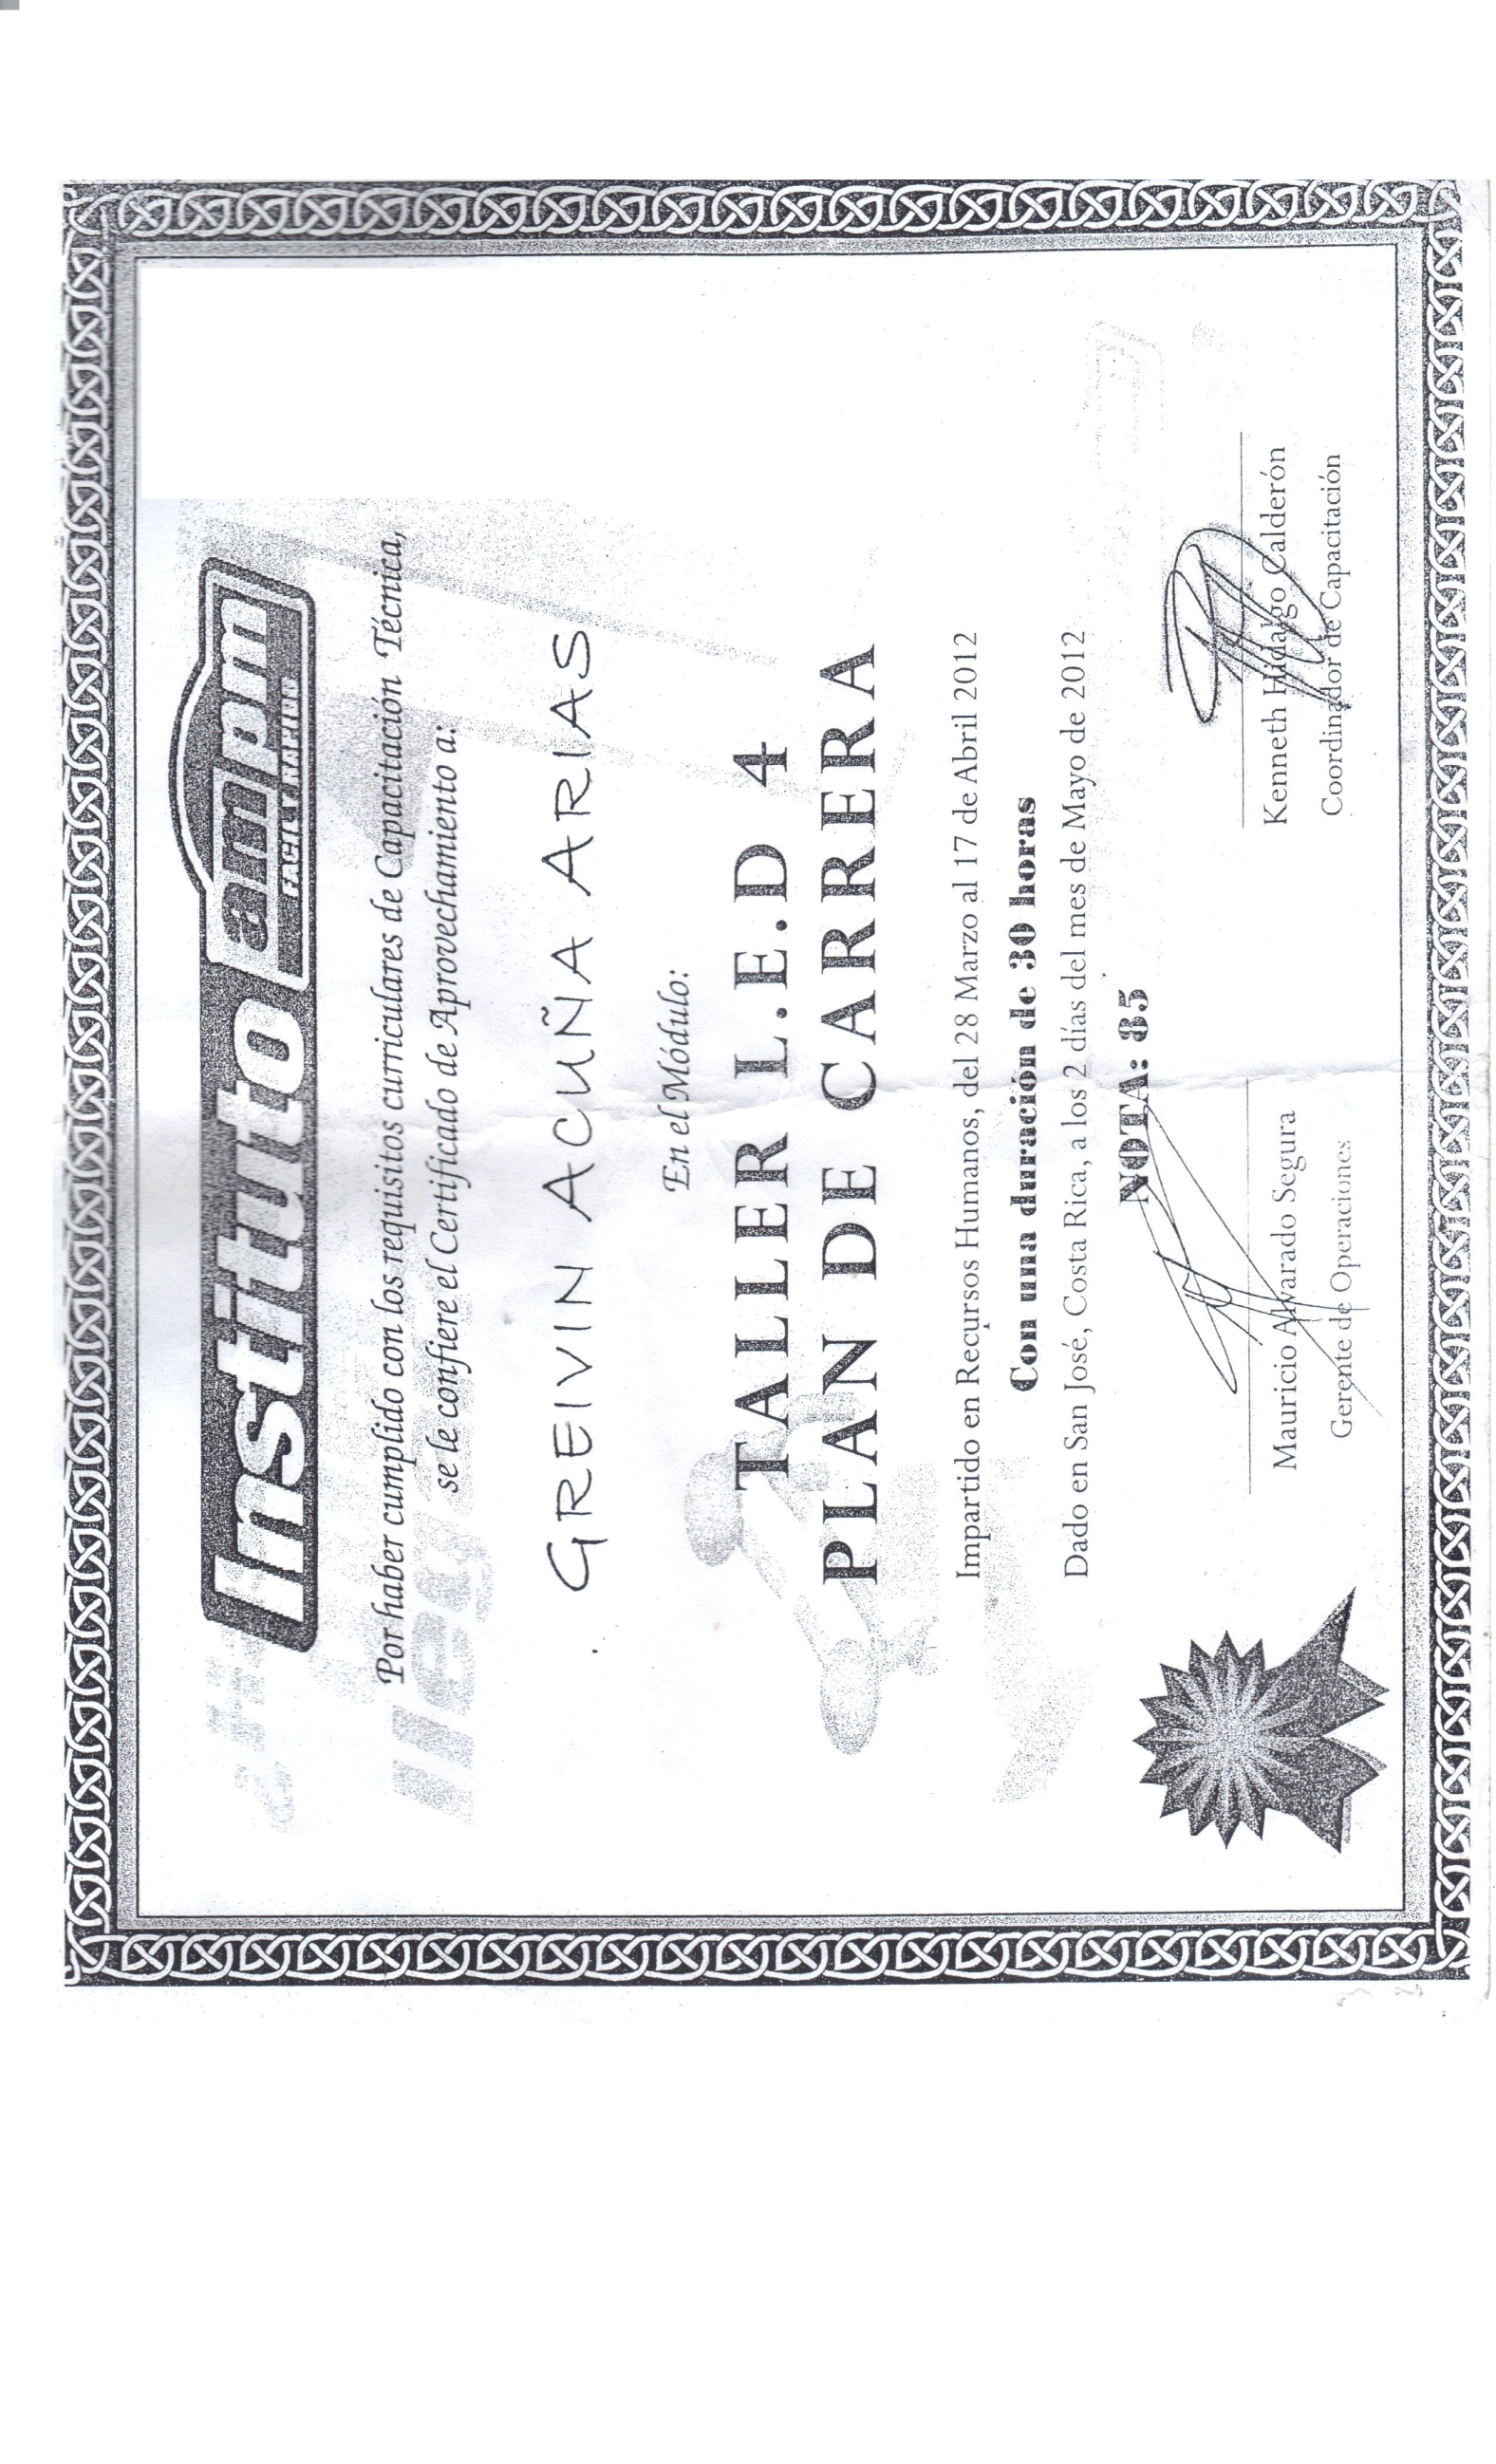 Instituto am pm
FACIL Y RAPIDO
Por haber cumplido con los requisitos curriculares de Capacitación Técnica,
se le confiere el Certificado de Aprovechamiento a:
GREIVIN ACUÑA ARIAS
En el Módulo:
TALLER L.E.D 4
PLAN DE CARRERA
Impartido en Recursos Humanos, del 28 Marzo al 17 de Abril 2012
Con una duración de 30 horas
Dado en San José, Costa Rica, a los 2 días del mes de Mayo de 2012
NOTA: 85
Mauricio Alvarado Segura
Gerente de Operaciones
Kenneth Hidalgo Calderón
Coordinador de Capacitación